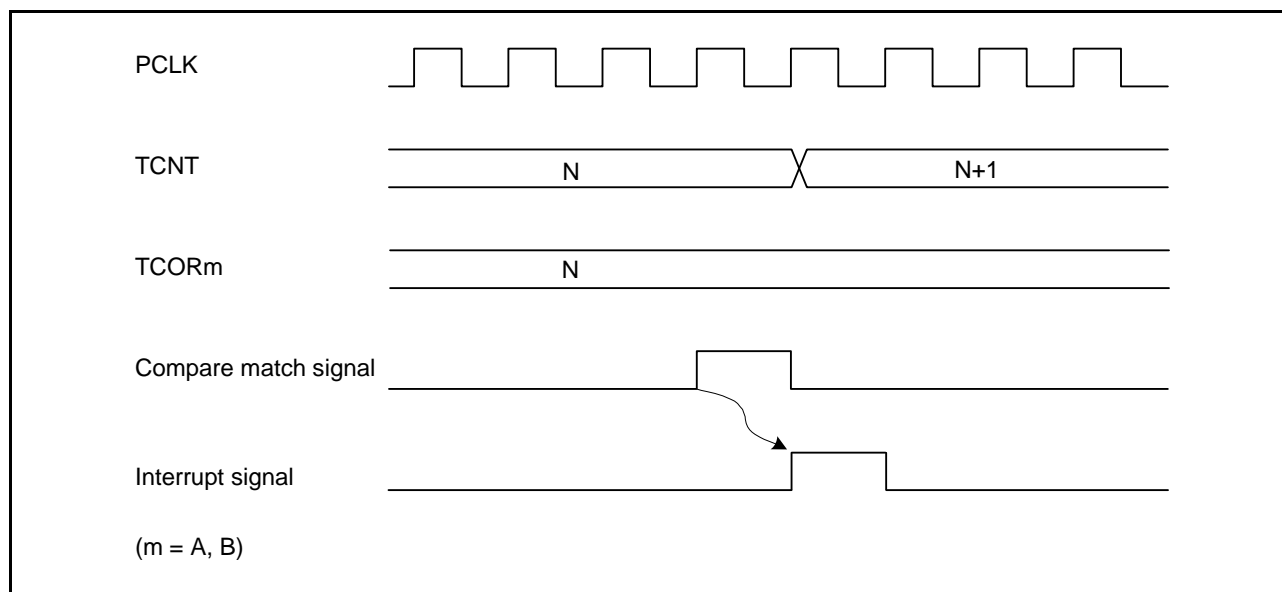 PCLK
TCNT
N
N+1
TCORm
N
Compare match signal
Interrupt signal
(m = A, B)